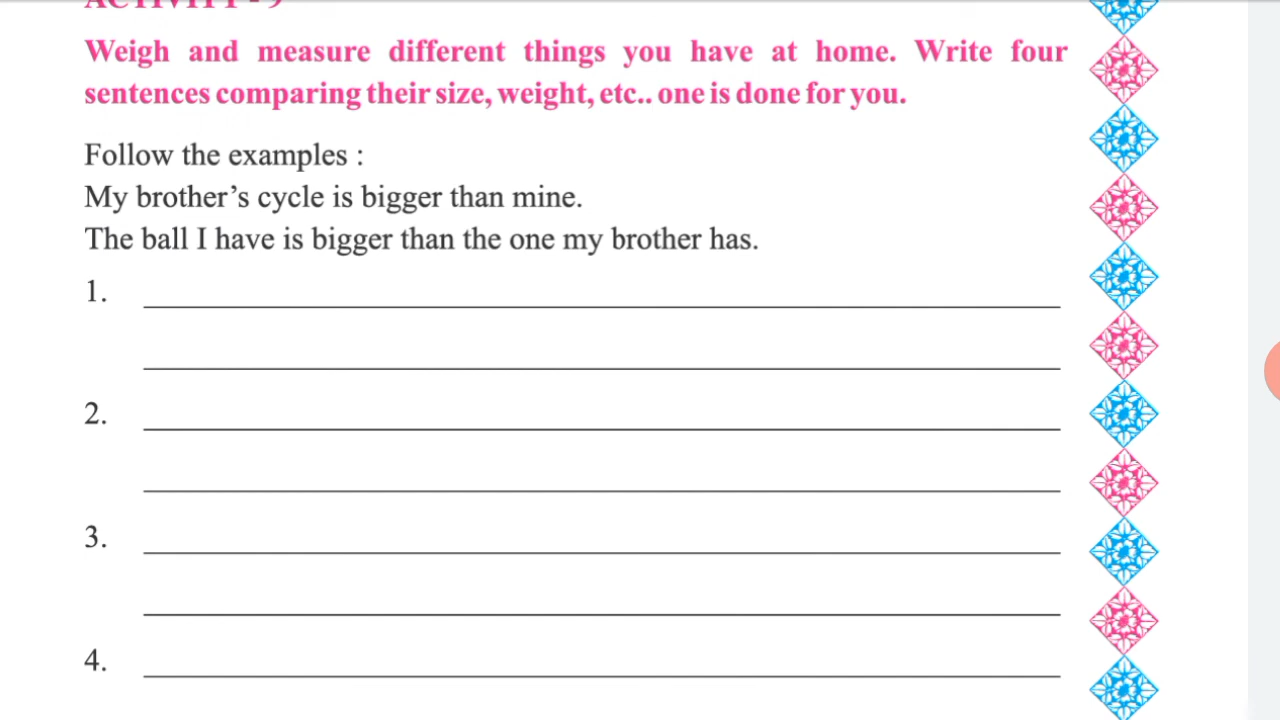 ACTIVITY - 9
Weigh and measure different things you have at home. Write four
sentences comparing their size, weight, etc.. one is done for you.
Follow the examples :
My brother’s cycle is bigger than mine.
The ball I have is bigger than the one my brother has.
1.
2.
3.
4.